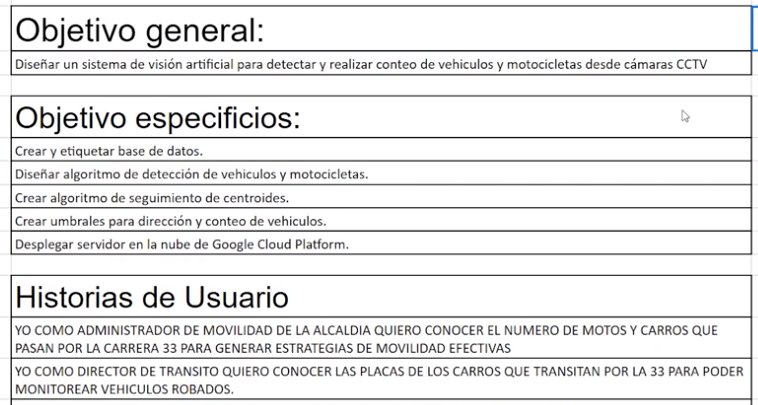 Objetivo general:
Diseñar un sistema de visión artificial para detectar y realizar conteo de vehiculos y motocicletas desde cámaras CCTV
Objetivo especificios:
Crear y etiquetar base de datos.
Diseñar algoritmo de detección de vehiculos y motocicletas.
Crear algoritmo de seguimiento de centroides.
Crear umbrales para dirección y conteo de vehiculos.
Desplegar servidor en la nube de Google Cloud Platform.
Historias de Usuario
YO COMO ADMINISTRADOR DE MOVILIDAD DE LA ALCALDIA QUIERO CONOCER EL NUMERO DE MOTOS Y CARROS QUE
PASAN POR LA CARRERA 33 PARA GENERAR ESTRATEGIAS DE MOVILIDAD EFECTIVAS
YO COMO DIRECTOR DE TRANSITO QUIERO CONOCER LAS PLACAS DE LOS CARROS QUE TRANSITAN POR LA 33 PARA PODER
MONITOREAR VEHICULOS ROBADOS.